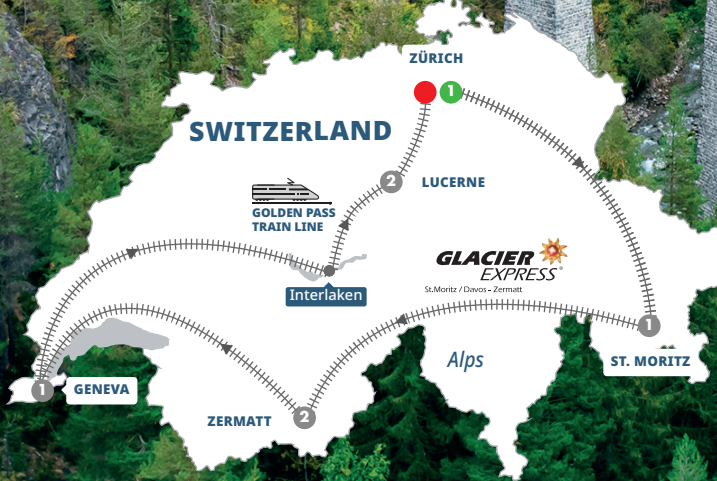 ZÜRICH
1
SWITZERLAND
2
LUCERNE
GOLDEN PASS
TRAIN LINE
GLACIER
EXPRESS®
St.Moritz / Davos - Zermatt
Interlaken
1
ST. MORITZ
Alps
1
GENEVA
ZERMATT
2